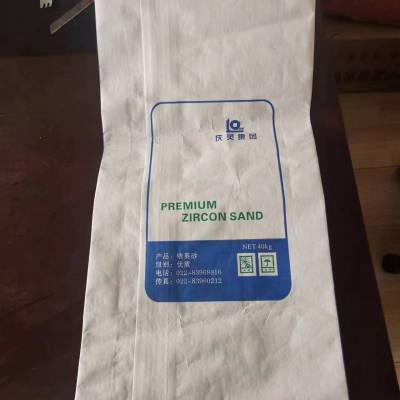 庆灵集团
PREMIUM
ZIRCON SAND
NET 40kg
产品：锆英砂
级别：优质
电话：022-83969816
传真：022-83960212